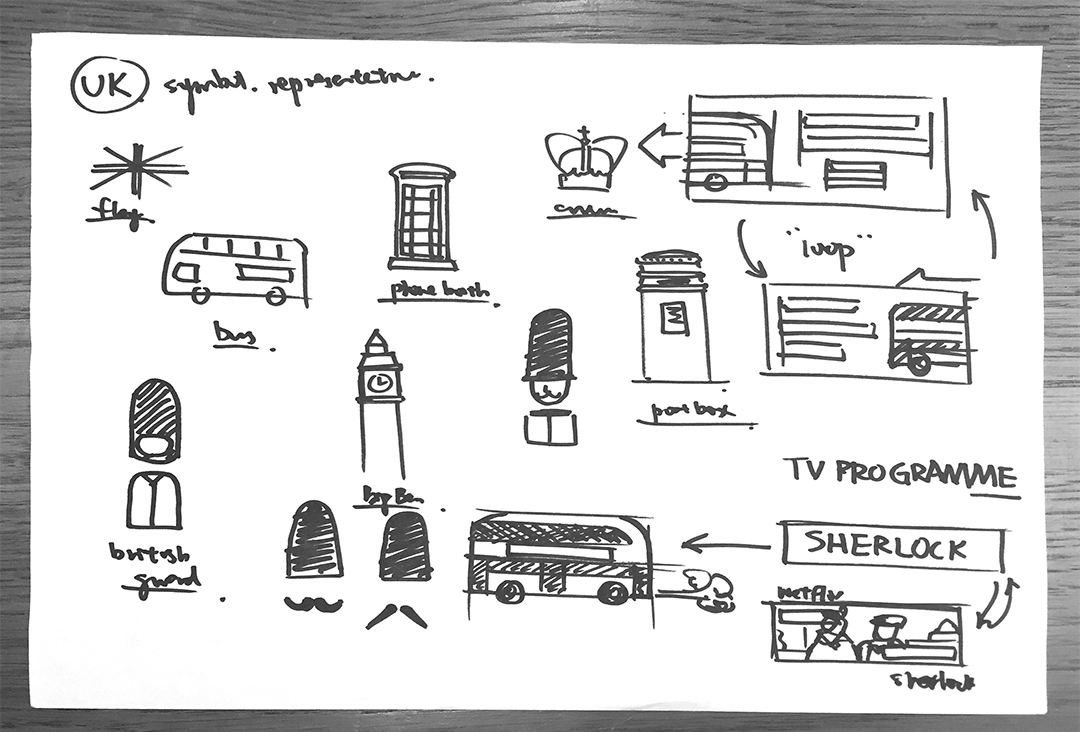 UK symbol. representation.
flag
crown
"loop"
phone booth.
bus.
post box
Big Ben
TV PROGRAMME
SHERLOCK
british
guard.
netflix
sherlock